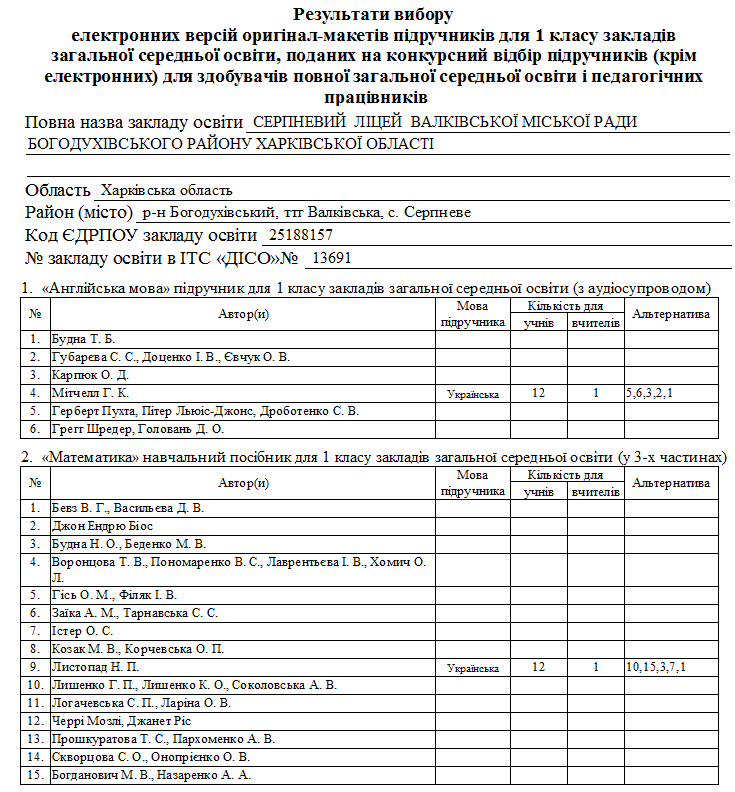 Результати вибору
електронних версій оригінал-макетів підручників для 1 класу закладів
загальної середньої освіти, поданих на конкурсний відбір підручників (крім
електронних) для здобувачів повної загальної середньої освіти і педагогічних
працівників
Повна назва закладу освіти СЕРПНЕВИЙ ЛІЦЕЙ ВАЛКІВСЬКОЇ МІСЬКОЇ РАДИ
БОГОДУХІВСЬКОГО РАЙОНУ ХАРКІВСЬКОЇ ОБЛАСТІ
Область Харківська область
Район (місто) р-н Богодухівський, ттг Валківська, с. Серпневе
Код ЄДРПОУ закладу освіти 25188157
№ закладу освіти в ІТС «ДІСО»№ 13691
1. «Англійська мова» підручник для 1 класу закладів загальної середньої освіти (з аудіосупроводом)
№ Автор(и) Мова підручника Кількість для учнів вчителів Альтернатива
1. Будна Т. Б.
2. Губарєва С. С., Доценко І. В., Євчук О. В.
3. Карпюк О. Д.
4. Мітчелл Г. К. Українська 12 1 5,6,3,2,1
5. Герберт Пухта, Пітер Льюіс-Джонс, Дроботенко С. В.
6. Грегг Шредер, Головань Д. О.
2. «Математика» навчальний посібник для 1 класу закладів загальної середньої освіти (у 3-х частинах)
№ Автор(и) Мова підручника Кількість для учнів вчителів Альтернатива
1. Бевз В. Г., Васильєва Д. В.
2. Джон Ендрю Біос
3. Будна Н. О., Беденко М. В.
4. Воронцова Т. В., Пономаренко В. С., Лаврентьєва І. В., Хомич О.
Л.
5. Гісь О. М., Філяк І. В.
6. Заїка А. М., Тарнавська С. С.
7. Істер О. С.
8. Козак М. В., Корчевська О. П.
9. Листопад Н. П. Українська 12 1 10,15,3,7,1
10. Лишенко Г. П., Лишенко К. О., Соколовська А. В.
11. Логачевська С. П., Ларіна О. В.
12. Черрі Мозлі, Джанет Ріс
13. Прошкуратова Т. С., Пархоменко А. В.
14. Скворцова С. О., Онопрієнко О. В.
15. Богданович М. В., Назаренко А. А.